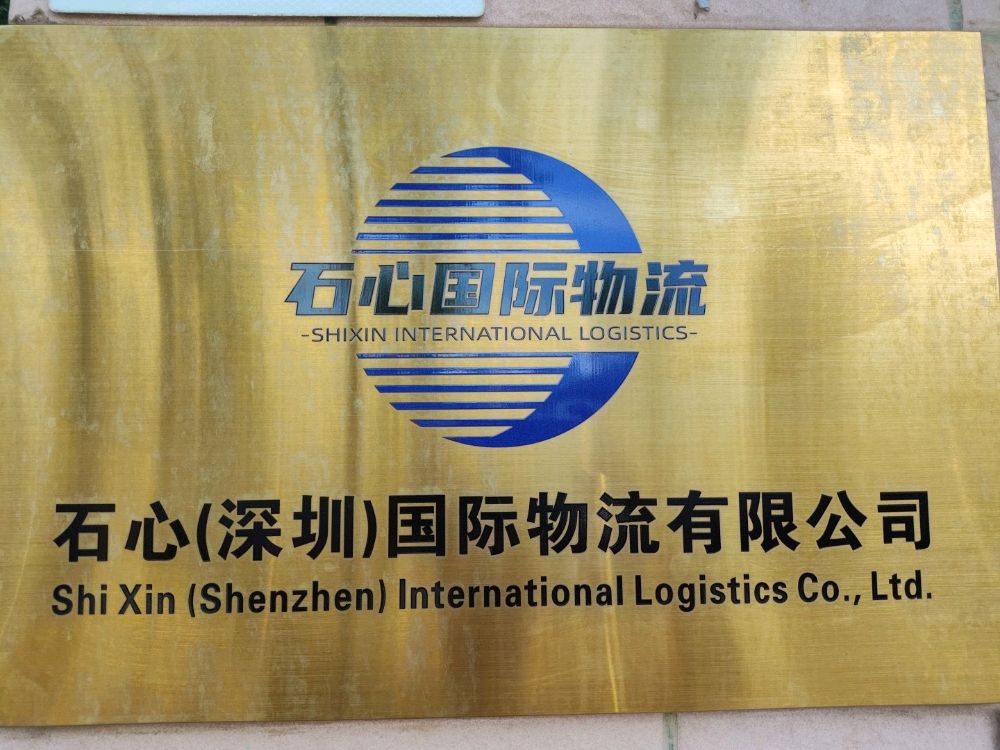 石心国际物流
-SHIXIN INTERNATIONAL LOGISTICS-
石心(深圳)国际物流有限公司
Shi Xin (Shenzhen) International Logistics Co., Ltd.